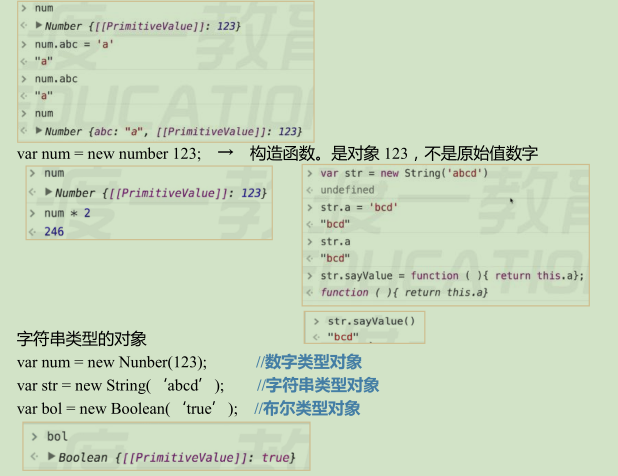 > num
< ▶Number {[[PrimitiveValue]]: 123}
> num.abc = 'a'
< "a"
> num.abc
< "a"
> num
< ▶Number {abc: "a", [[PrimitiveValue]]: 123}
var num = new number 123; → 构造函数。是对象 123，不是原始值数字
> num
< ▶Number {[[PrimitiveValue]]: 123}
> num * 2
< 246
> var str = new String('abcd')
< undefined
> str.a = 'bcd'
< "bcd"
> str.a
< "bcd"
> str.sayValue = function ( ){ return this.a};
< function ( ){ return this.a}
> str.sayValue()
< "bcd"
字符串类型的对象
var num = new Nunber(123); //数字类型对象
var str = new String(‘abcd’); //字符串类型对象
var bol = new Boolean(‘true’); //布尔类型对象
> bol
< ▶Boolean {[[PrimitiveValue]]: true}